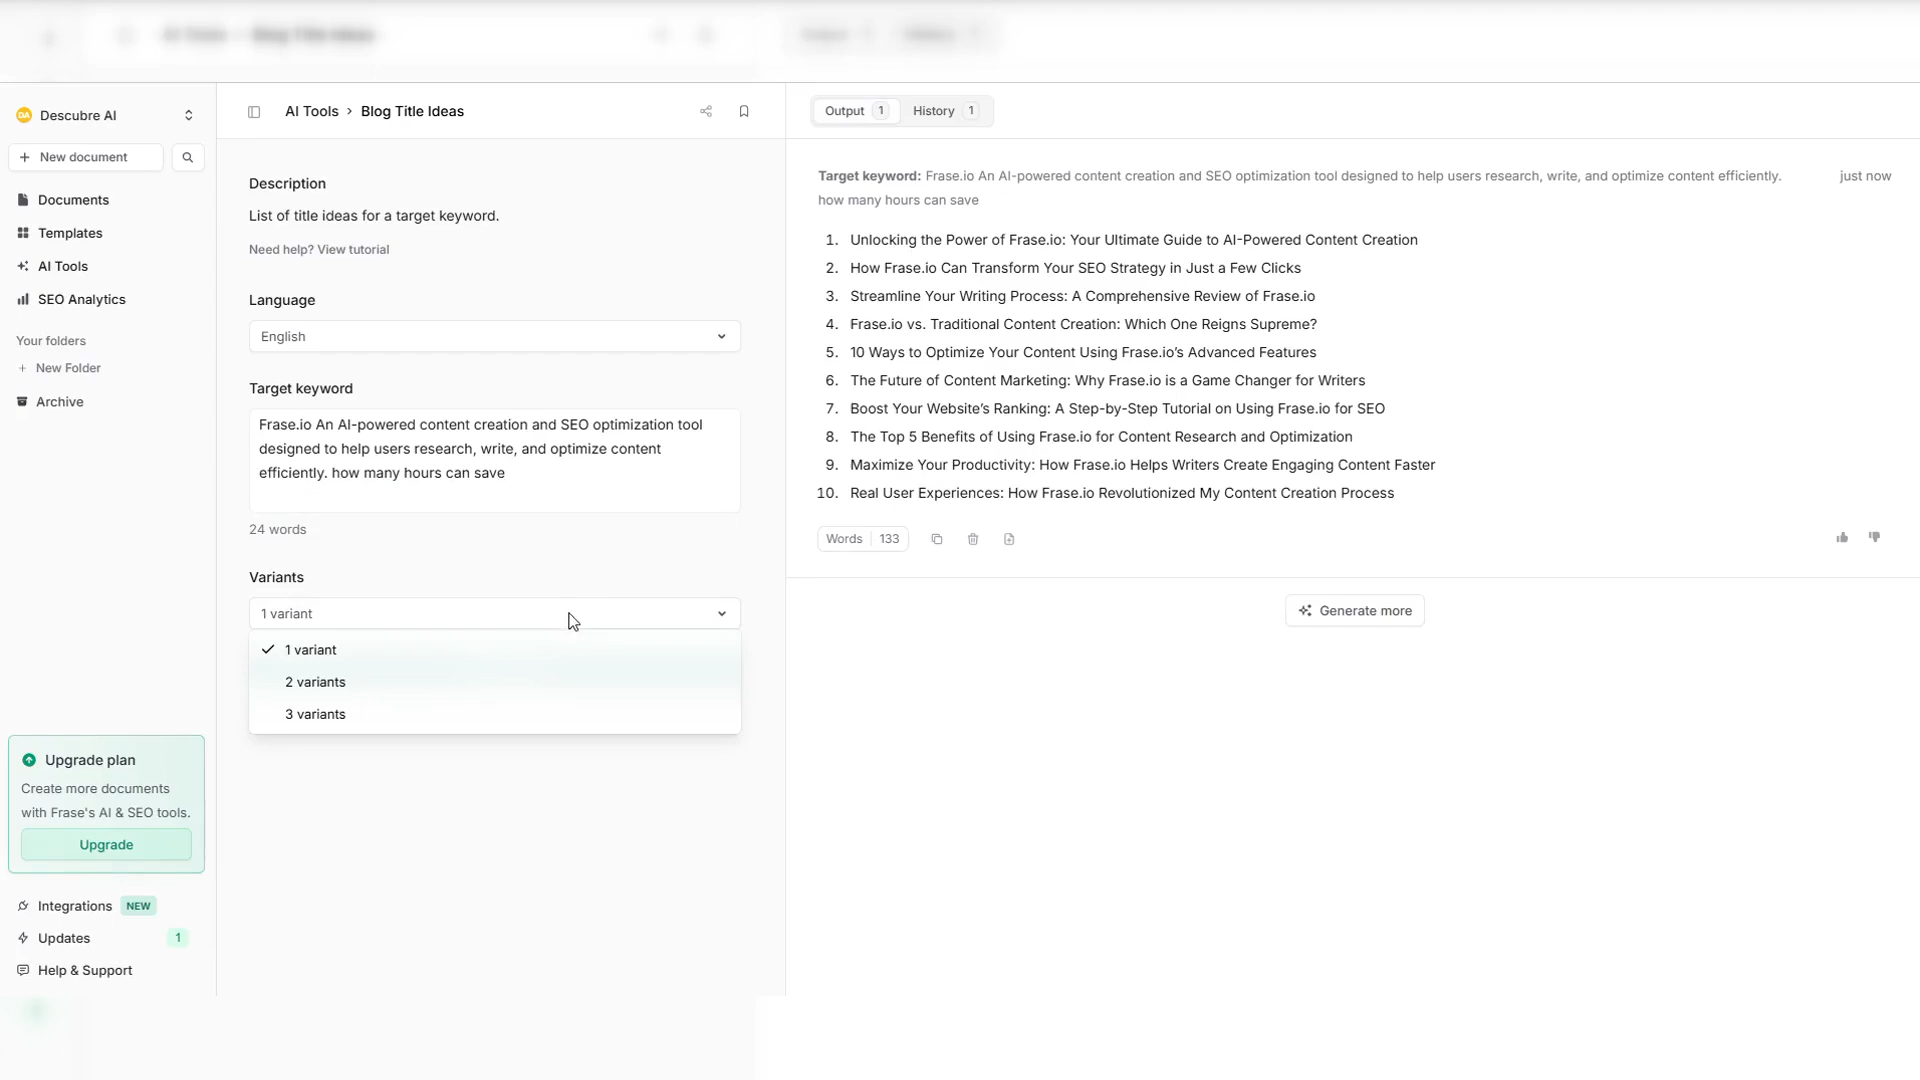 Descubre AI
New document
Documents
Templates
AI Tools
SEO Analytics
Your folders
New Folder
Archive
Upgrade plan
Create more documents
with Frase's AI & SEO tools.
Upgrade
Integrations NEW
Updates 1
Help & Support
AI Tools > Blog Title Ideas
Description
List of title ideas for a target keyword.
Need help? View tutorial
Language
English
Target keyword
Frase.io An AI-powered content creation and SEO optimization tool
designed to help users research, write, and optimize content
efficiently. how many hours can save
24 words
Variants
1 variant
1 variant
2 variants
3 variants
Output 1 History 1
Target keyword: Frase.io An AI-powered content creation and SEO optimization tool designed to help users research, write, and optimize content efficiently. just now
how many hours can save
1. Unlocking the Power of Frase.io: Your Ultimate Guide to AI-Powered Content Creation
2. How Frase.io Can Transform Your SEO Strategy in Just a Few Clicks
3. Streamline Your Writing Process: A Comprehensive Review of Frase.io
4. Frase.io vs. Traditional Content Creation: Which One Reigns Supreme?
5. 10 Ways to Optimize Your Content Using Frase.io’s Advanced Features
6. The Future of Content Marketing: Why Frase.io is a Game Changer for Writers
7. Boost Your Website’s Ranking: A Step-by-Step Tutorial on Using Frase.io for SEO
8. The Top 5 Benefits of Using Frase.io for Content Research and Optimization
9. Maximize Your Productivity: How Frase.io Helps Writers Create Engaging Content Faster
10. Real User Experiences: How Frase.io Revolutionized My Content Creation Process
Words 133
Generate more